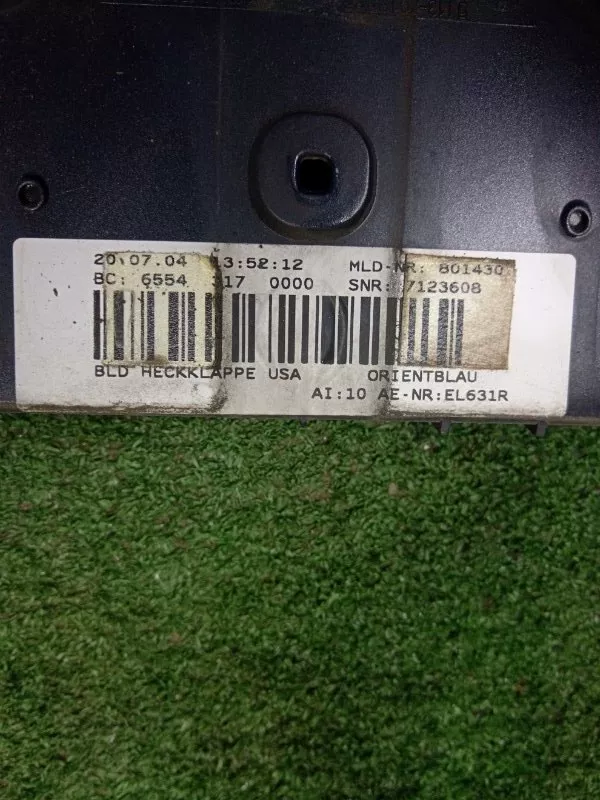 20.07.04 13:52:12 MLD-NR: 801430
BC: 6554 317 0000 SNR: 7123608
BLD HECKKLAPPE USA ORIENTBLAU
AI:10 AE-NR:EL631R